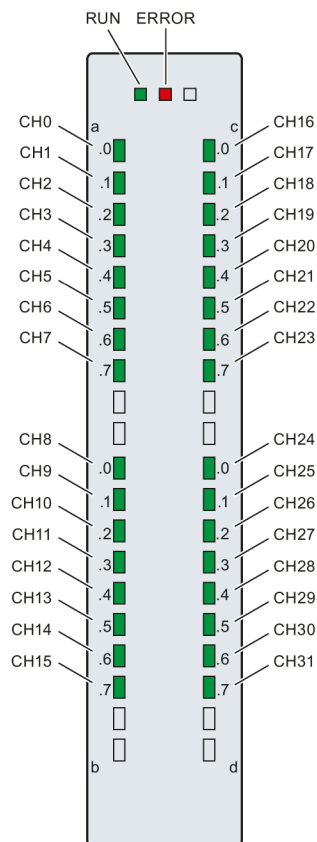 RUN ERROR
a c
CH0 .0 .0 CH16
CH1 .1 .1 CH17
CH2 .2 .2 CH18
CH3 .3 .3 CH19
CH4 .4 .4 CH20
CH5 .5 .5 CH21
CH6 .6 .6 CH22
CH7 .7 .7 CH23
CH8 .0 .0 CH24
CH9 .1 .1 CH25
CH10 .2 .2 CH26
CH11 .3 .3 CH27
CH12 .4 .4 CH28
CH13 .5 .5 CH29
CH14 .6 .6 CH30
CH15 .7 .7 CH31
b d